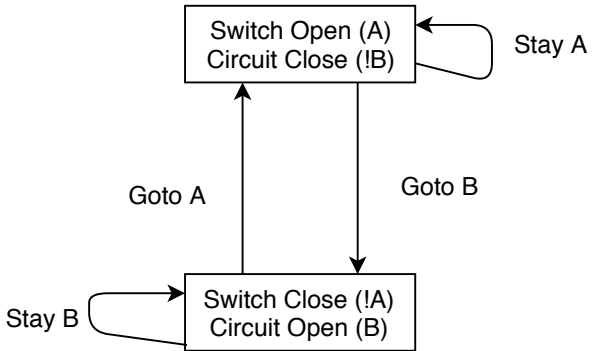 Switch Open (A)
Circuit Close (!B)
Stay A
Goto A
Goto B
Switch Close (!A)
Circuit Open (B)
Stay B